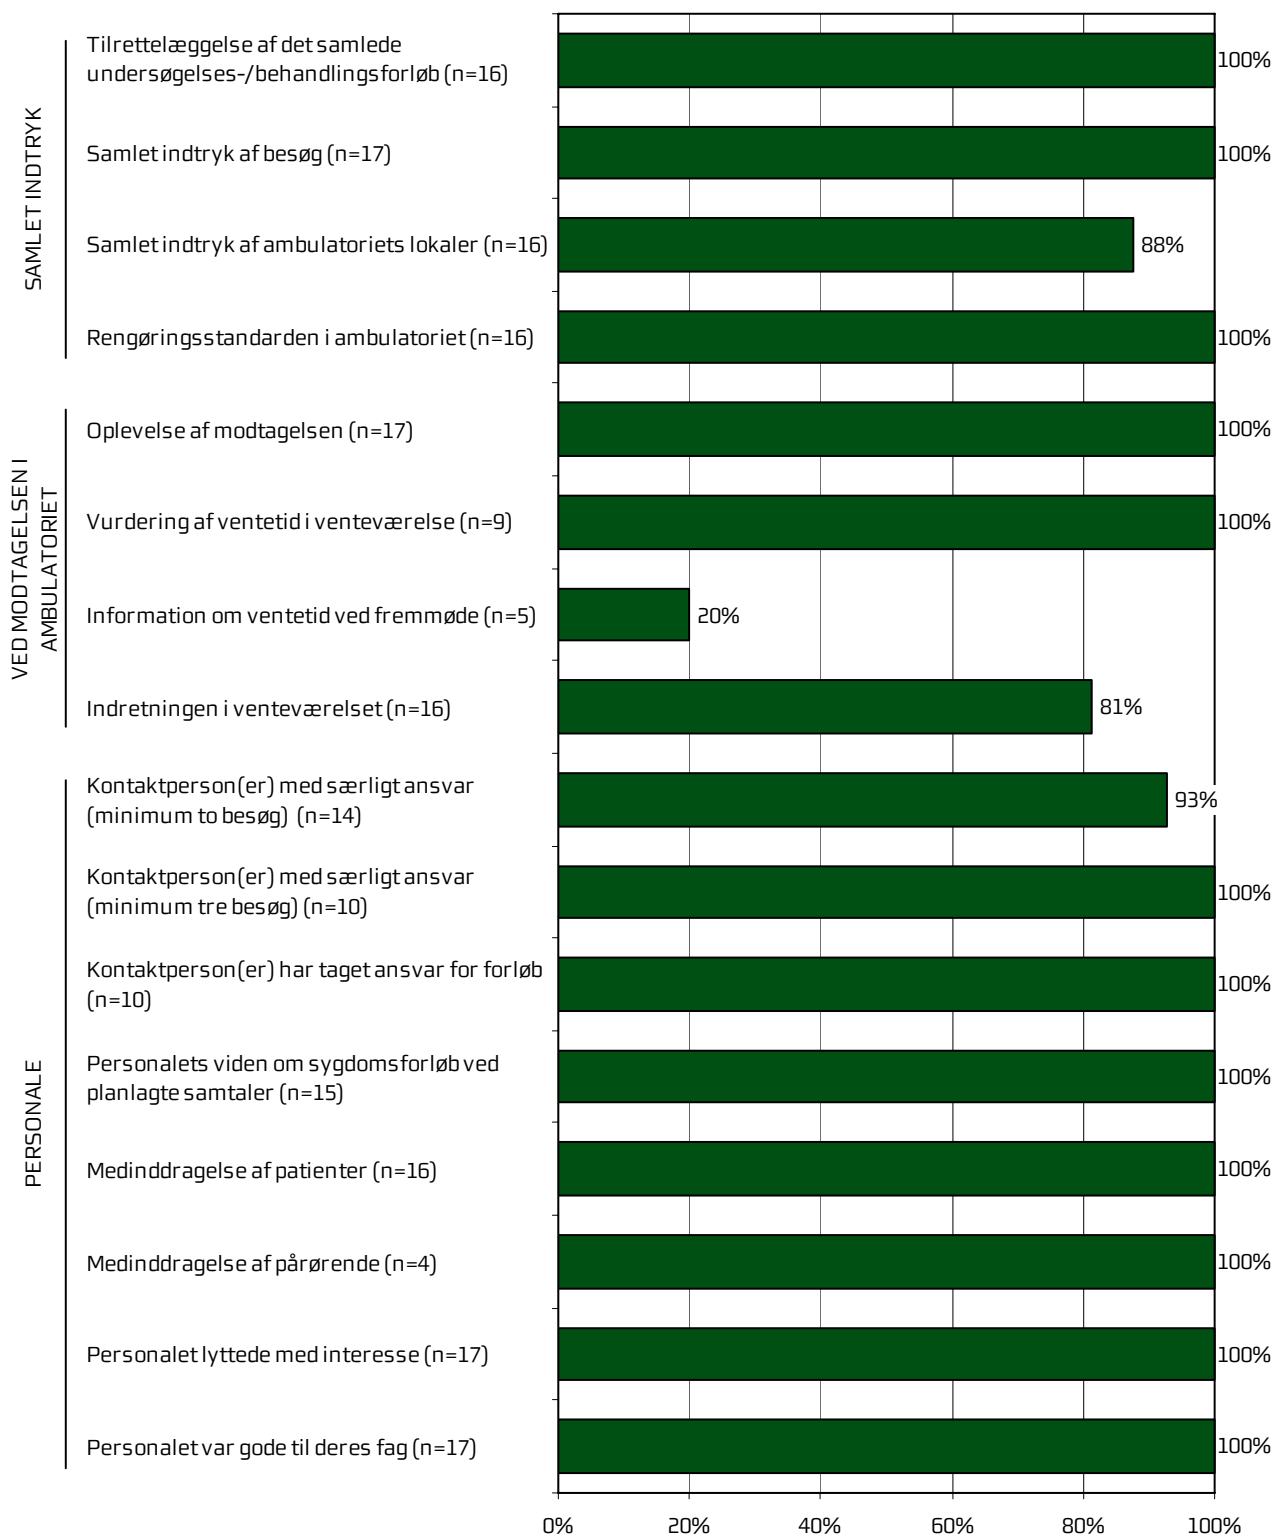 SAMLET INDTRYK
Tilrettelæggelse af det samlede
undersøgelses-/behandlingsforløb (n=16)
100%
Samlet indtryk af besøg (n=17)
100%
Samlet indtryk af ambulatoriets lokaler (n=16)
88%
Rengøringsstandarden i ambulatoriet (n=16)
100%
VED MODTAGELSEN I
AMBULATORIET
Oplevelse af modtagelsen (n=17)
100%
Vurdering af ventetid i venteværelse (n=9)
100%
Information om ventetid ved fremmøde (n=5)
20%
Indretningen i venteværelset (n=16)
81%
PERSONALE
Kontaktperson(er) med særligt ansvar
(minimum to besøg) (n=14)
93%
Kontaktperson(er) med særligt ansvar
(minimum tre besøg) (n=10)
100%
Kontaktperson(er) har taget ansvar for forløb
(n=10)
100%
Personalets viden om sygdomsforløb ved
planlagte samtaler (n=15)
100%
Medinddragelse af patienter (n=16)
100%
Medinddragelse af pårørende (n=4)
100%
Personalet lyttede med interesse (n=17)
100%
Personalet var gode til deres fag (n=17)
100%
0% 20% 40% 60% 80% 100%